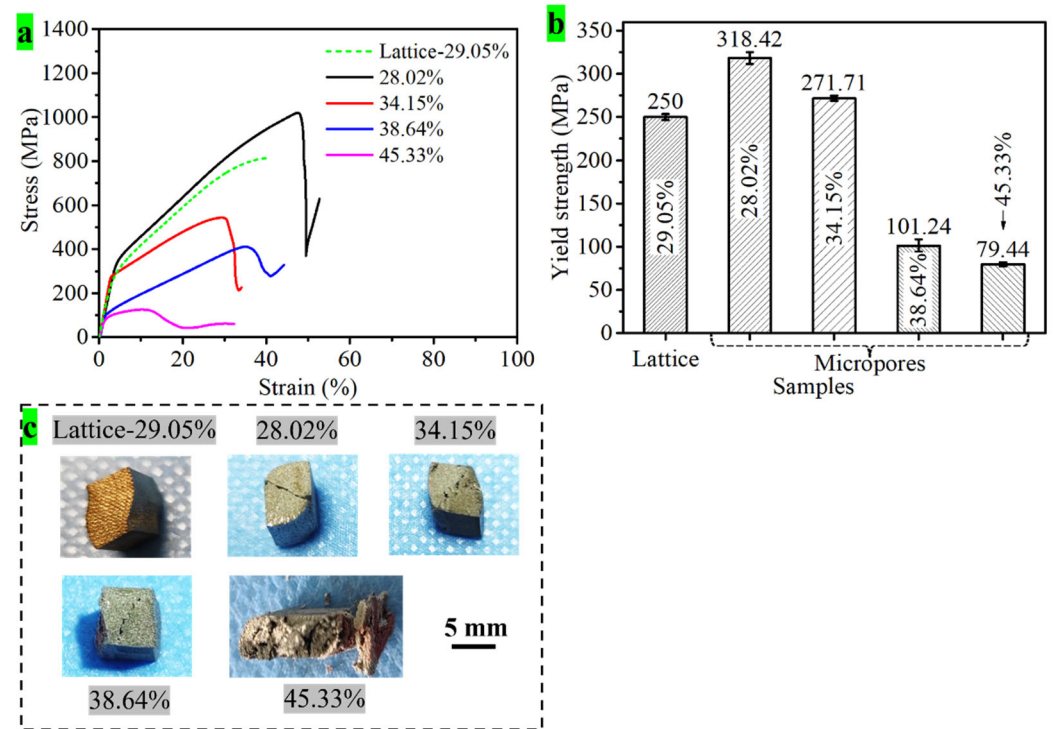 a
1400
1200
1000
800
600
400
200
0
Stress (MPa)
0 20 40 60 80 100
Strain (%)
Lattice-29.05%
28.02%
34.15%
38.64%
45.33%
b
350
300
250
200
150
100
50
0
Yield strength (MPa)
250
318.42
271.71
101.24
79.44
29.05%
28.02%
34.15%
38.64%
45.33%
Lattice
Micropores
Samples
c
Lattice-29.05% 28.02% 34.15%
5 mm
38.64% 45.33%